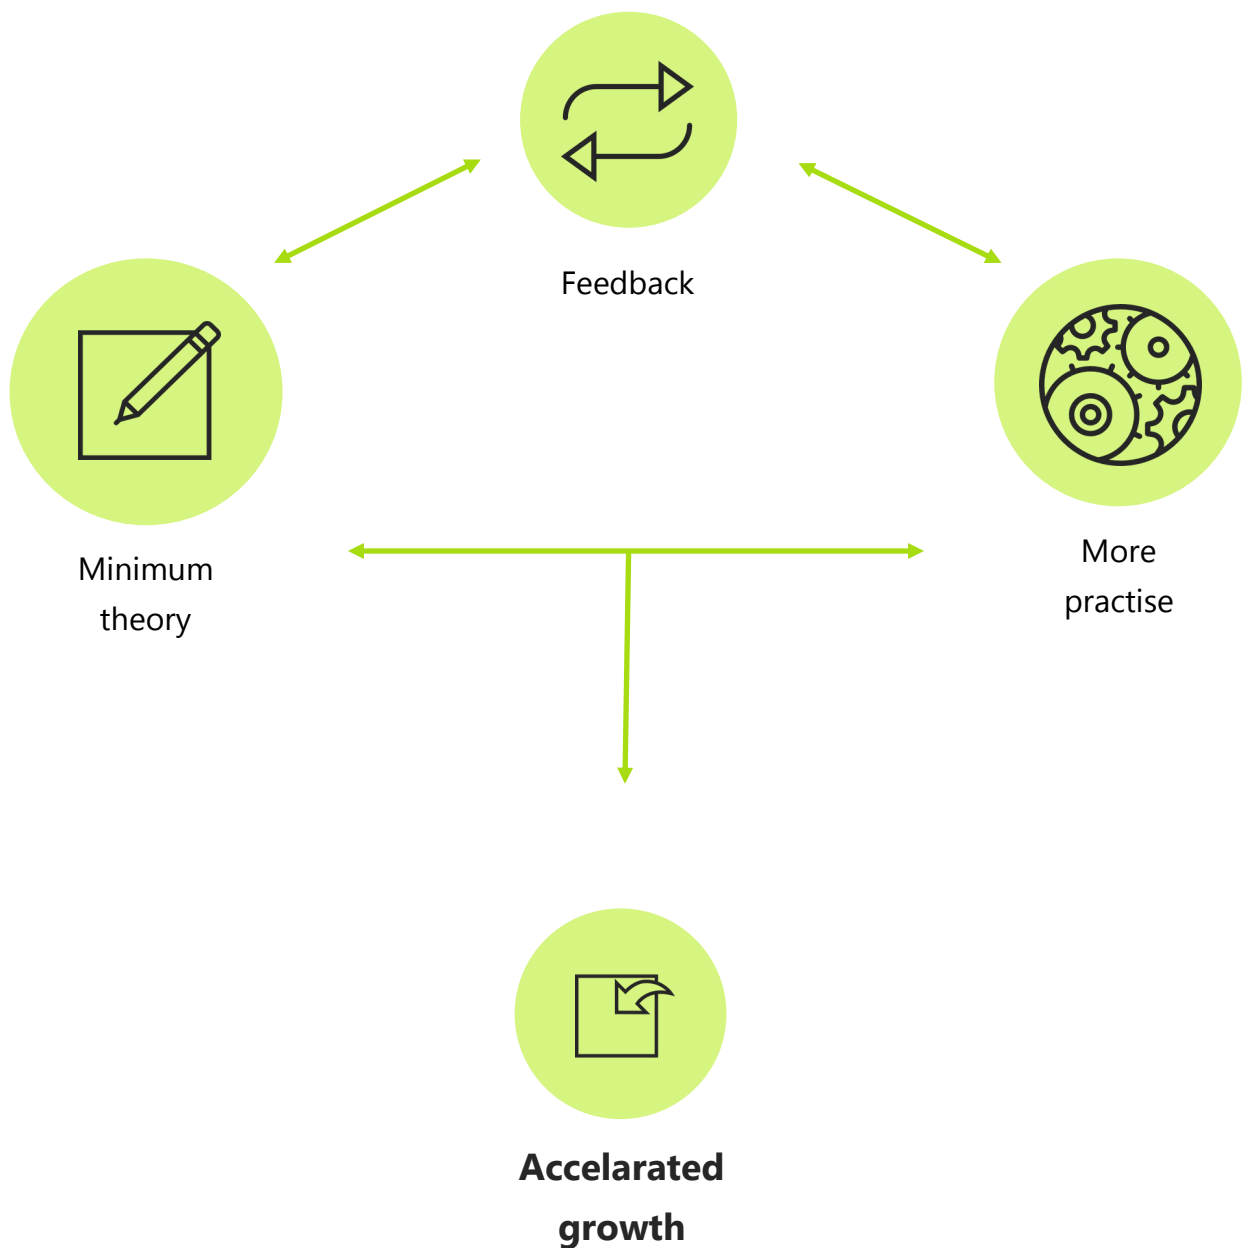 Feedback
Minimum
theory
More
practise
Accelarated
growth